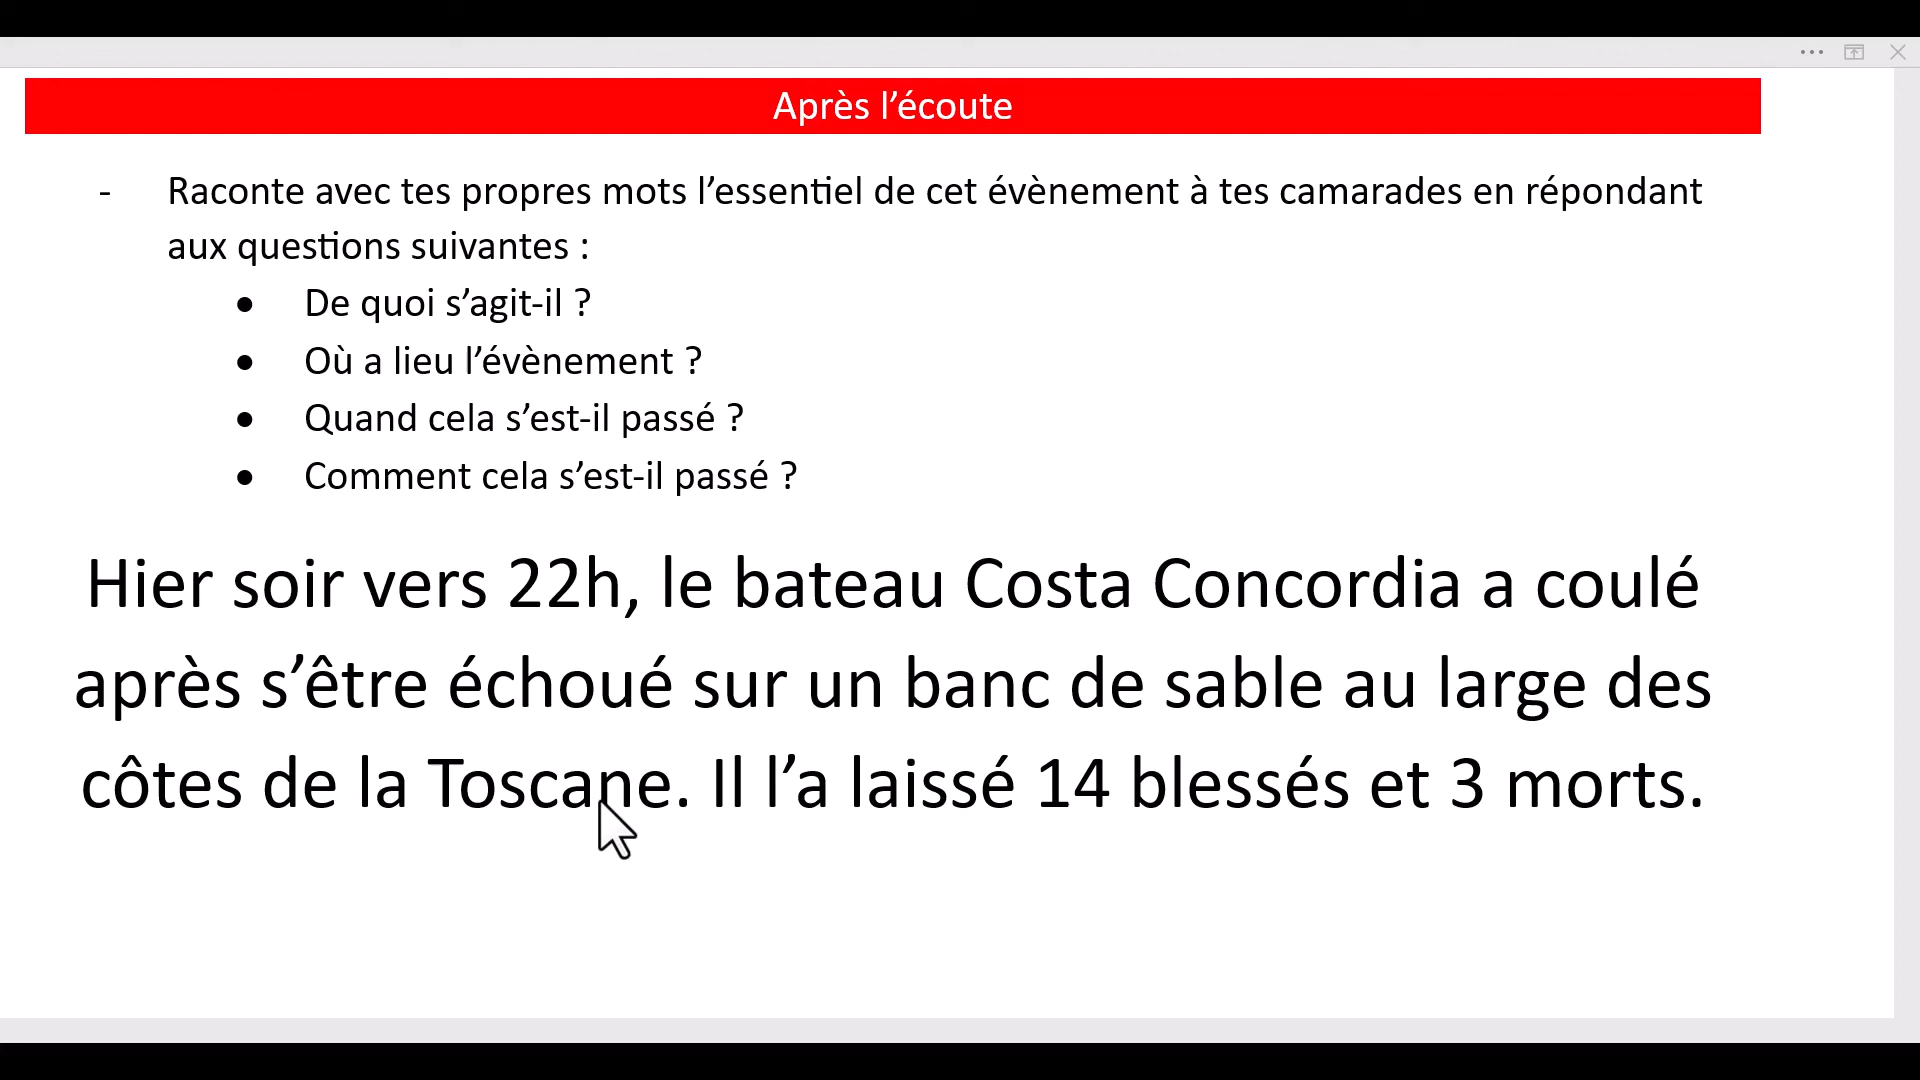 Après l’écoute
- Raconte avec tes propres mots l’essentiel de cet évènement à tes camarades en répondant
aux questions suivantes :
● De quoi s’agit-il ?
● Où a lieu l’évènement ?
● Quand cela s’est-il passé ?
● Comment cela s’est-il passé ?
Hier soir vers 22h, le bateau Costa Concordia a coulé
après s’être échoué sur un banc de sable au large des
côtes de la Toscane. Il l’a laissé 14 blessés et 3 morts.